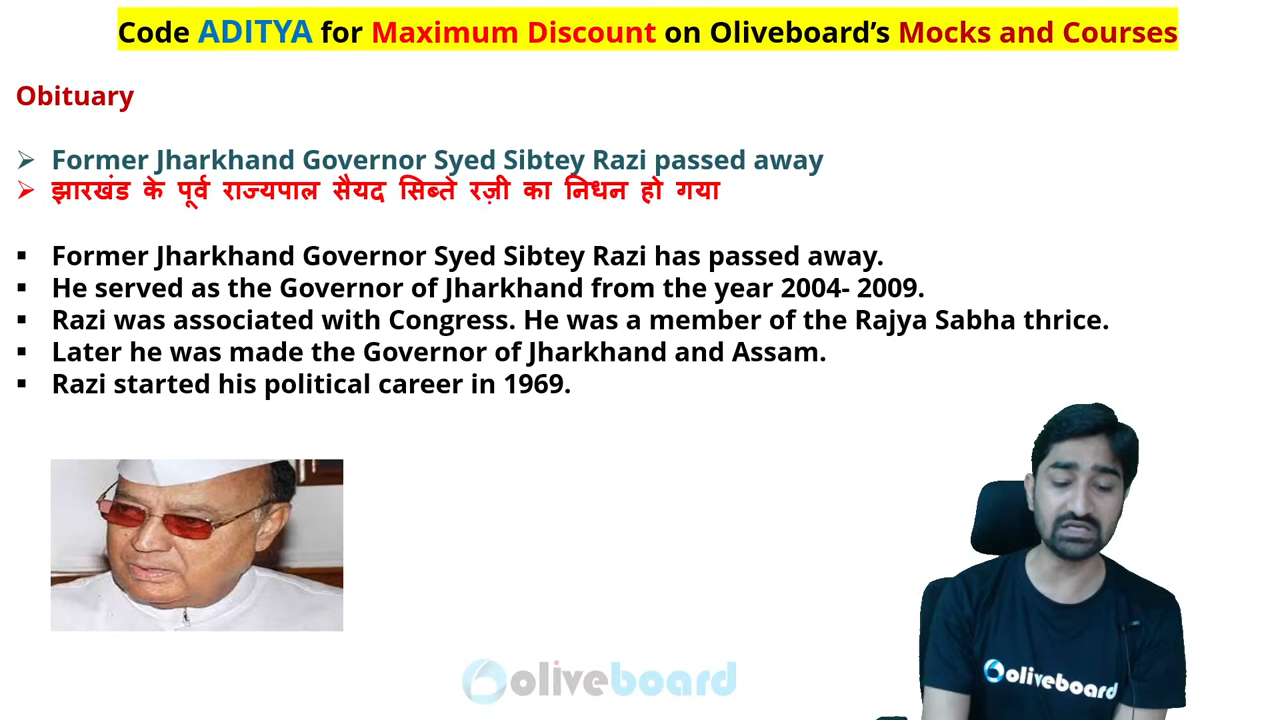 Code ADITYA for Maximum Discount on Oliveboard’s Mocks and Courses
Obituary
➢ Former Jharkhand Governor Syed Sibtey Razi passed away
➢ झारखंड के पूर्व राज्यपाल सैयद सिब्ते रज़ी का निधन हो गया
▪ Former Jharkhand Governor Syed Sibtey Razi has passed away.
▪ He served as the Governor of Jharkhand from the year 2004- 2009.
▪ Razi was associated with Congress. He was a member of the Rajya Sabha thrice.
▪ Later he was made the Governor of Jharkhand and Assam.
▪ Razi started his political career in 1969.
oliveboard
oliveboard